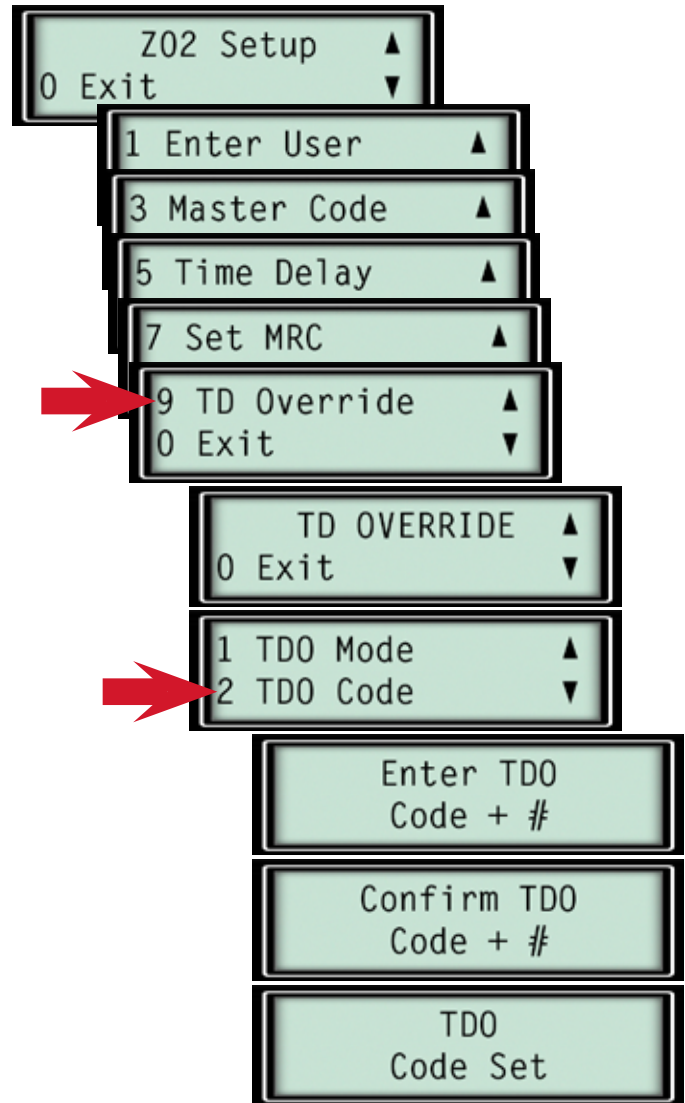 Z02 Setup ▲
0 Exit ▼
1 Enter User ▲
3 Master Code ▲
5 Time Delay ▲
7 Set MRC ▲
9 TD Override ▲
0 Exit ▼
TD OVERRIDE ▲
0 Exit ▼
1 TDO Mode ▲
2 TDO Code ▼
Enter TDO
Code + #
Confirm TDO
Code + #
TDO
Code Set